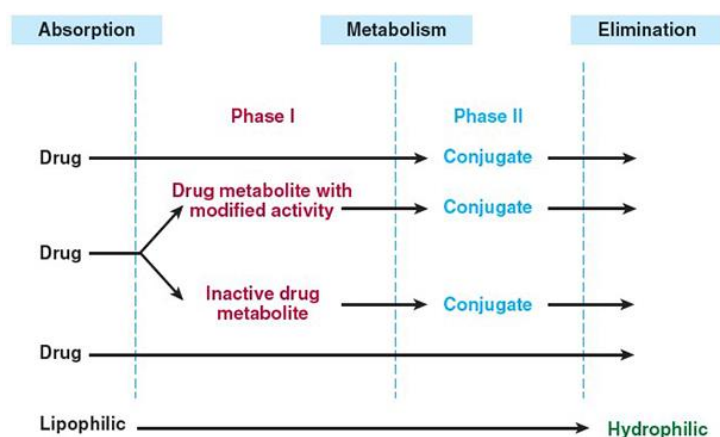 Absorption
Metabolism
Elimination
Phase I
Phase II
Drug
Conjugate
Drug metabolite with
modified activity
Conjugate
Drug
Inactive drug
metabolite
Conjugate
Drug
Lipophilic
Hydrophilic